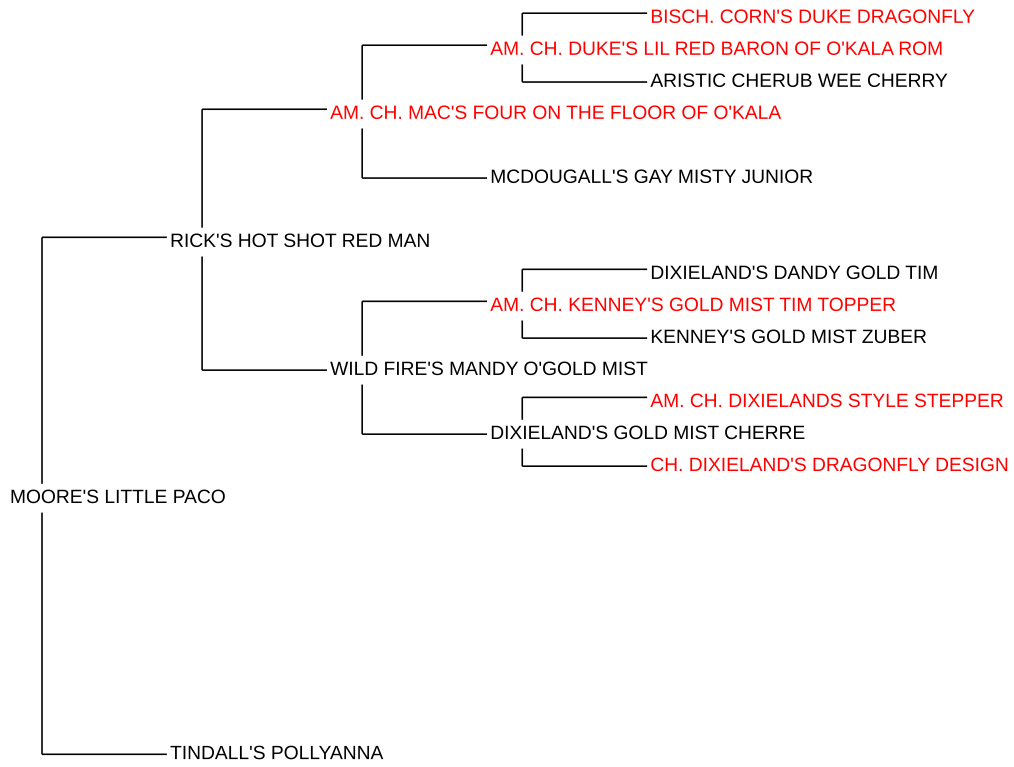 BISCH. CORN'S DUKE DRAGONFLY
AM. CH. DUKE'S LIL RED BARON OF O'KALA ROM
ARISTIC CHERUB WEE CHERRY
AM. CH. MAC'S FOUR ON THE FLOOR OF O'KALA
MCDOUGALL'S GAY MISTY JUNIOR
RICK'S HOT SHOT RED MAN
DIXIELAND'S DANDY GOLD TIM
AM. CH. KENNEY'S GOLD MIST TIM TOPPER
KENNEY'S GOLD MIST ZUBER
WILD FIRE'S MANDY O'GOLD MIST
AM. CH. DIXIELANDS STYLE STEPPER
DIXIELAND'S GOLD MIST CHERRE
CH. DIXIELAND'S DRAGONFLY DESIGN
MOORE'S LITTLE PACO
TINDALL'S POLLYANNA